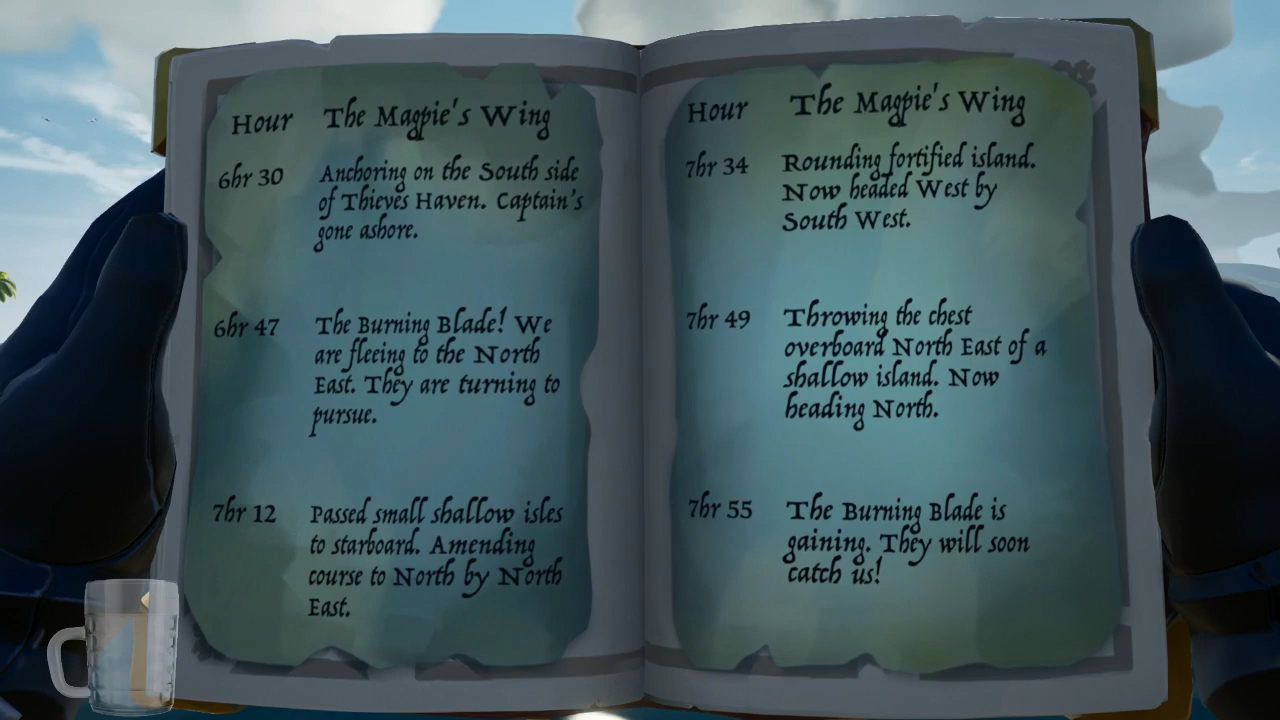 Hour The Magpie's Wing
6hr 30 Anchoring on the South side
of Thieves Haven. Captain's
gone ashore.
6hr 47 The Burning Blade! We
are fleeing to the North
East. They are turning to
pursue.
7hr 12 Passed small shallow isles
to starboard. Amending
course to North by North
East.
Hour The Magpie's Wing
7hr 34 Rounding fortified island.
Now headed West by
South West.
7hr 49 Throwing the chest
overboard North East of a
shallow island. Now
heading North.
7hr 55 The Burning Blade is
gaining. They will soon
catch us!